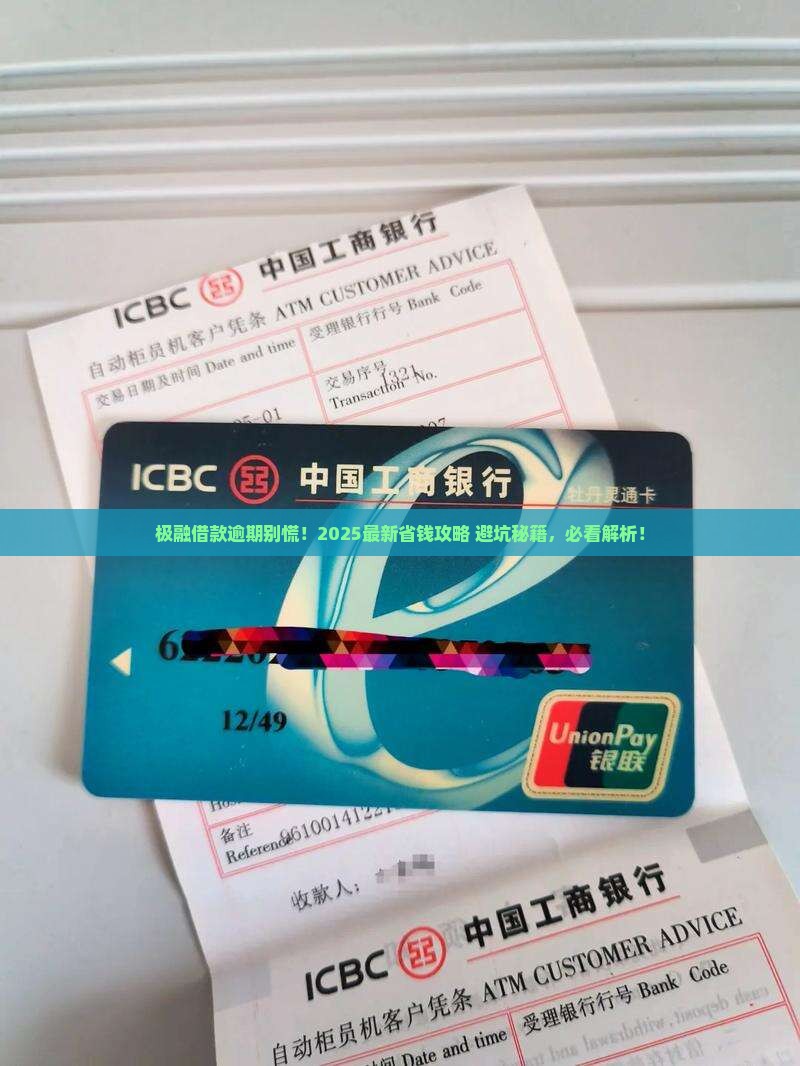 ICBC 中国工商银行
自动柜员机客户凭条 ATM CUSTOMER ADVICE
交易日期及时间 Date and time
受理银行行号 Bank Code
交易序号
Transaction No.
1321
ICBC 中国工商银行
牡丹灵通卡
极融借款逾期别慌！2025最新省钱攻略 避坑秘籍，必看解析！
12/49
UnionPay
银联
备注
Reference
收款人：
ICBC 中国工商银行
自动柜员机客户凭条 ATM CUSTOMER ADVICE
受理银行行号 Bank Code
Date and time